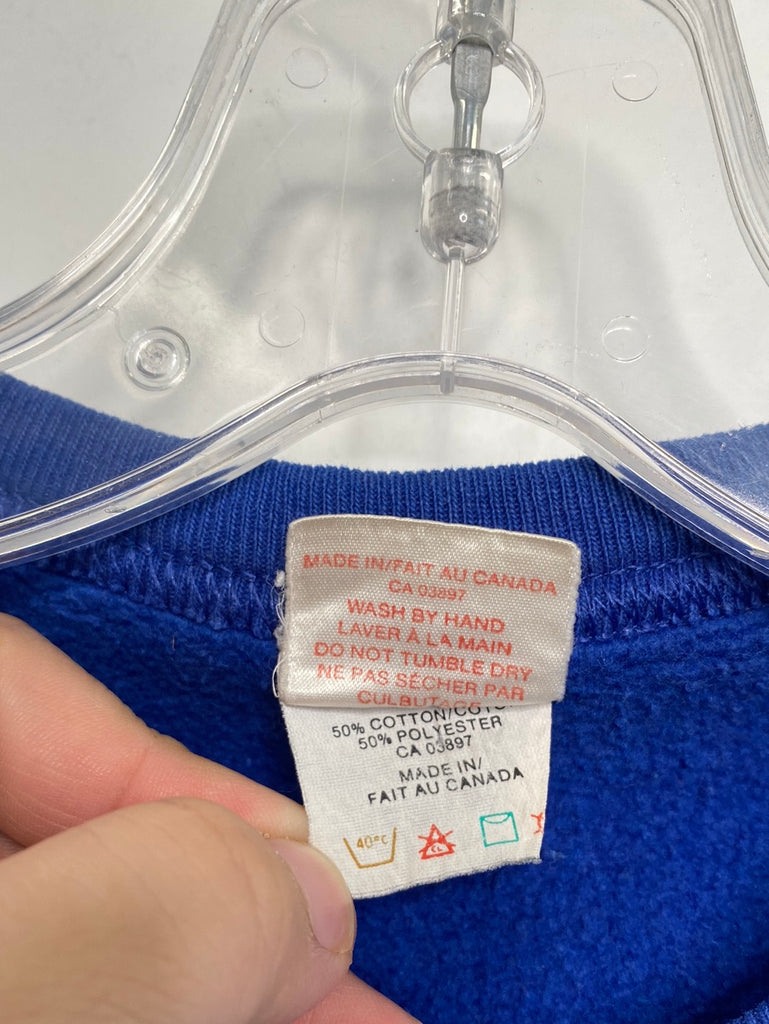 MADE IN/FAIT AU CANADA
CA 03897
WASH BY HAND
LAVER À LA MAIN
DO NOT TUMBLE DRY
NE PAS SÉCHER PAR
50% COTTON/
50% POLYESTER
CA 03897
MADE IN/
FAIT AU CANADA
40°C
CL